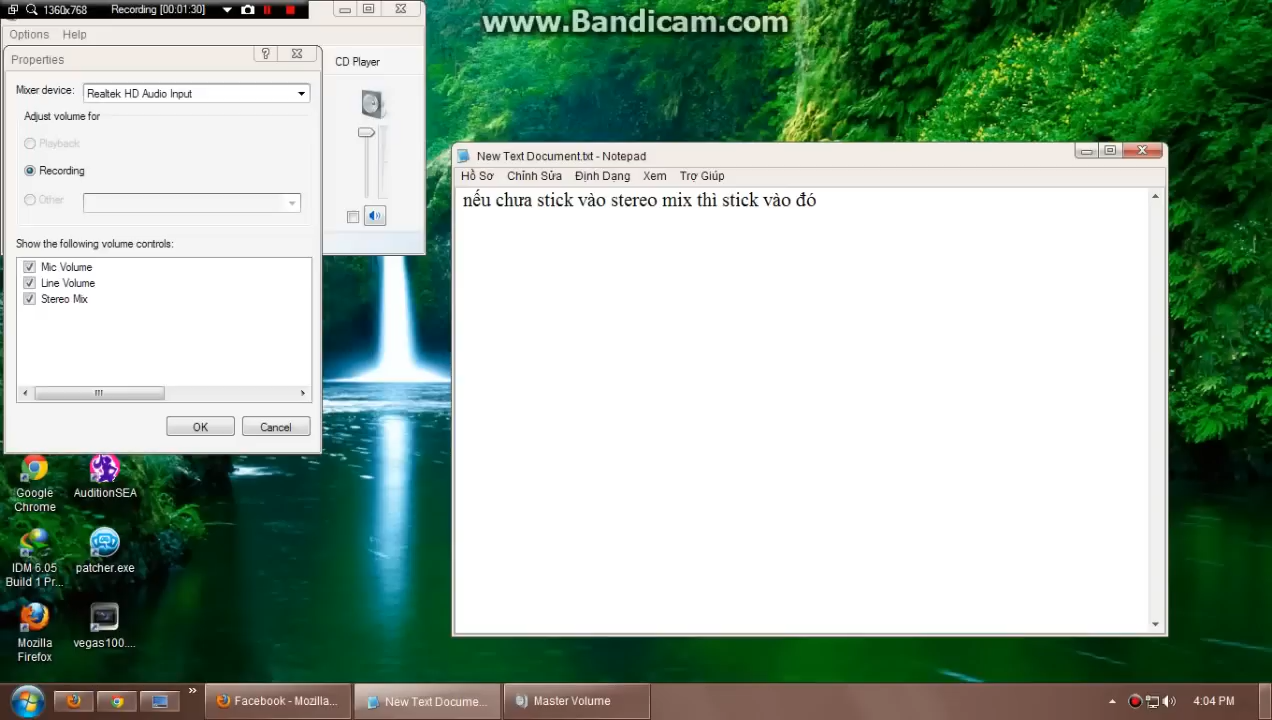 1360x768
Recording [00:01:30]
www.Bandicam.com
Options Help
Properties
Mixer device: Realtek HD Audio Input
Adjust volume for
Playback
Recording
Other
Show the following volume controls:
Mic Volume
Line Volume
Stereo Mix
OK Cancel
CD Player
New Text Document.txt - Notepad
Hồ Sơ Chỉnh Sửa Định Dạng Xem Trợ Giúp
nếu chưa stick vào stereo mix thì stick vào đó
Google
Chrome
AuditionSEA
IDM 6.05
Build 1 Pr...
patcher.exe
Mozilla
Firefox
vegas100....
Facebook - Mozilla... New Text Docume... Master Volume 4:04 PM